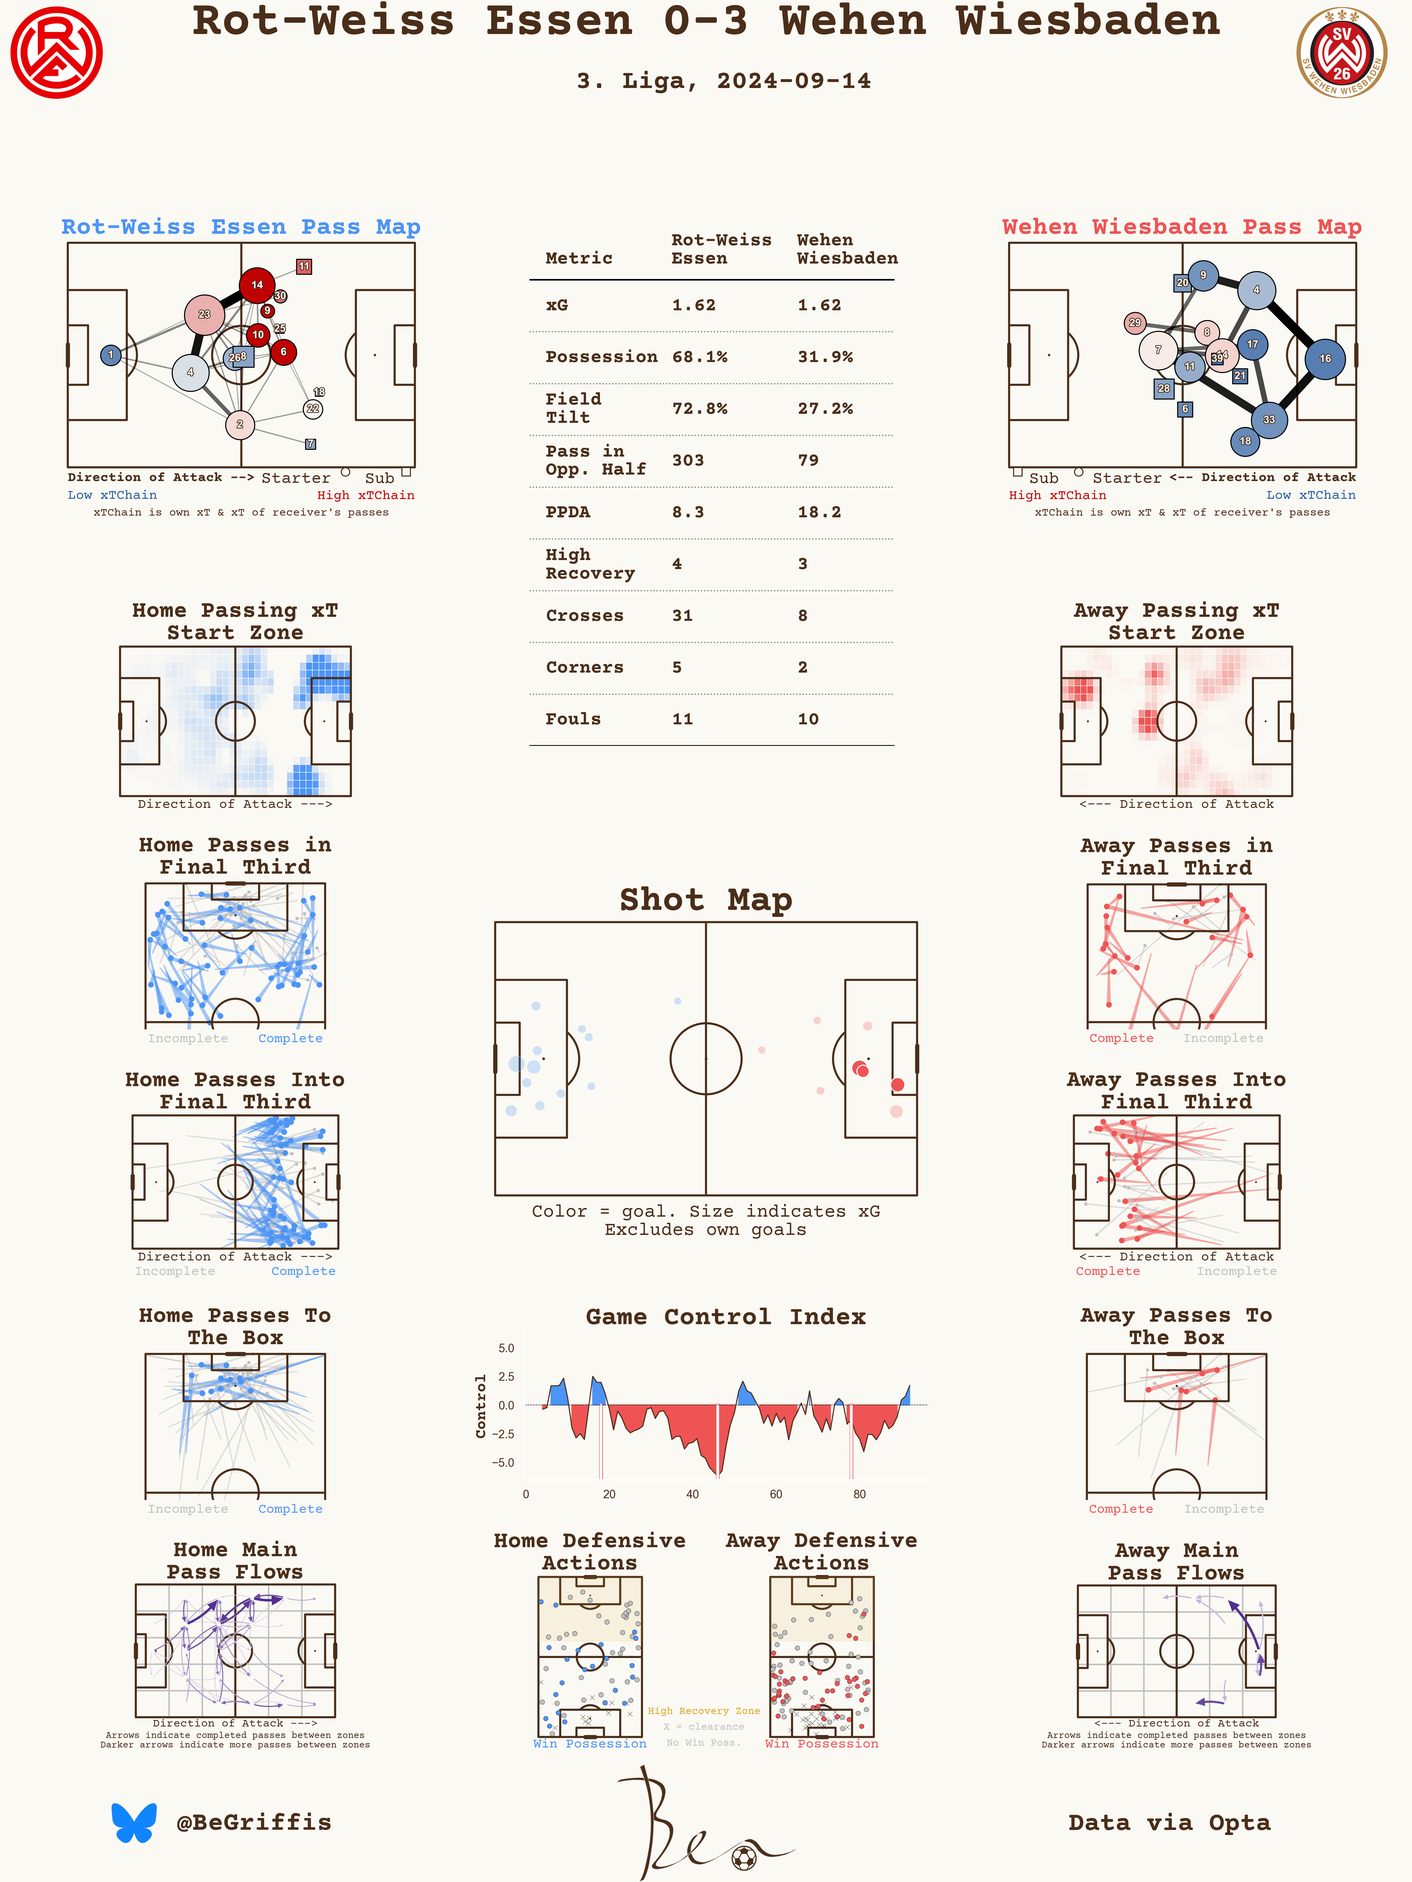 Rot-Weiss Essen 0-3 Wehen Wiesbaden
3. Liga, 2024-09-14
SV
26
SV WEHEN WIESBADEN
Rot-Weiss Essen Pass Map
11
14
30
9
23
25
10
1
26
8
6
4
18
22
2
7
Direction of Attack --> Starter Sub
Low xTChain High xTChain
xTChain is own xT & xT of receiver's passes
Metric Rot-Weiss Essen Wehen Wiesbaden
xG 1.62 1.62
Possession 68.1% 31.9%
Field Tilt 72.8% 27.2%
Pass in Opp. Half 303 79
PPDA 8.3 18.2
High Recovery 4 3
Crosses 31 8
Corners 5 2
Fouls 11 10
Wehen Wiesbaden Pass Map
9
20
4
29
8
17
7
39
16
11
21
28
6
33
18
Sub Starter <-- Direction of Attack
High xTChain Low xTChain
xTChain is own xT & xT of receiver's passes
Home Passing xT
Start Zone
Direction of Attack --->
Away Passing xT
Start Zone
<--- Direction of Attack
Home Passes in
Final Third
Incomplete Complete
Away Passes in
Final Third
Complete Incomplete
Shot Map
Color = goal. Size indicates xG
Excludes own goals
Home Passes Into
Final Third
Direction of Attack --->
Incomplete Complete
Away Passes Into
Final Third
<--- Direction of Attack
Complete Incomplete
Home Passes To
The Box
Incomplete Complete
Game Control Index
Control
5.0
2.5
0.0
−2.5
−5.0
0 20 40 60 80
Away Passes To
The Box
Complete Incomplete
Home Main
Pass Flows
Direction of Attack --->
Arrows indicate completed passes between zones
Darker arrows indicate more passes between zones
Home Defensive
Actions
Win Possession
High Recovery Zone
X = clearance
No Win Poss.
Away Defensive
Actions
Win Possession
Away Main
Pass Flows
<--- Direction of Attack
Arrows indicate completed passes between zones
Darker arrows indicate more passes between zones
@BeGriffis
Ben
Data via Opta